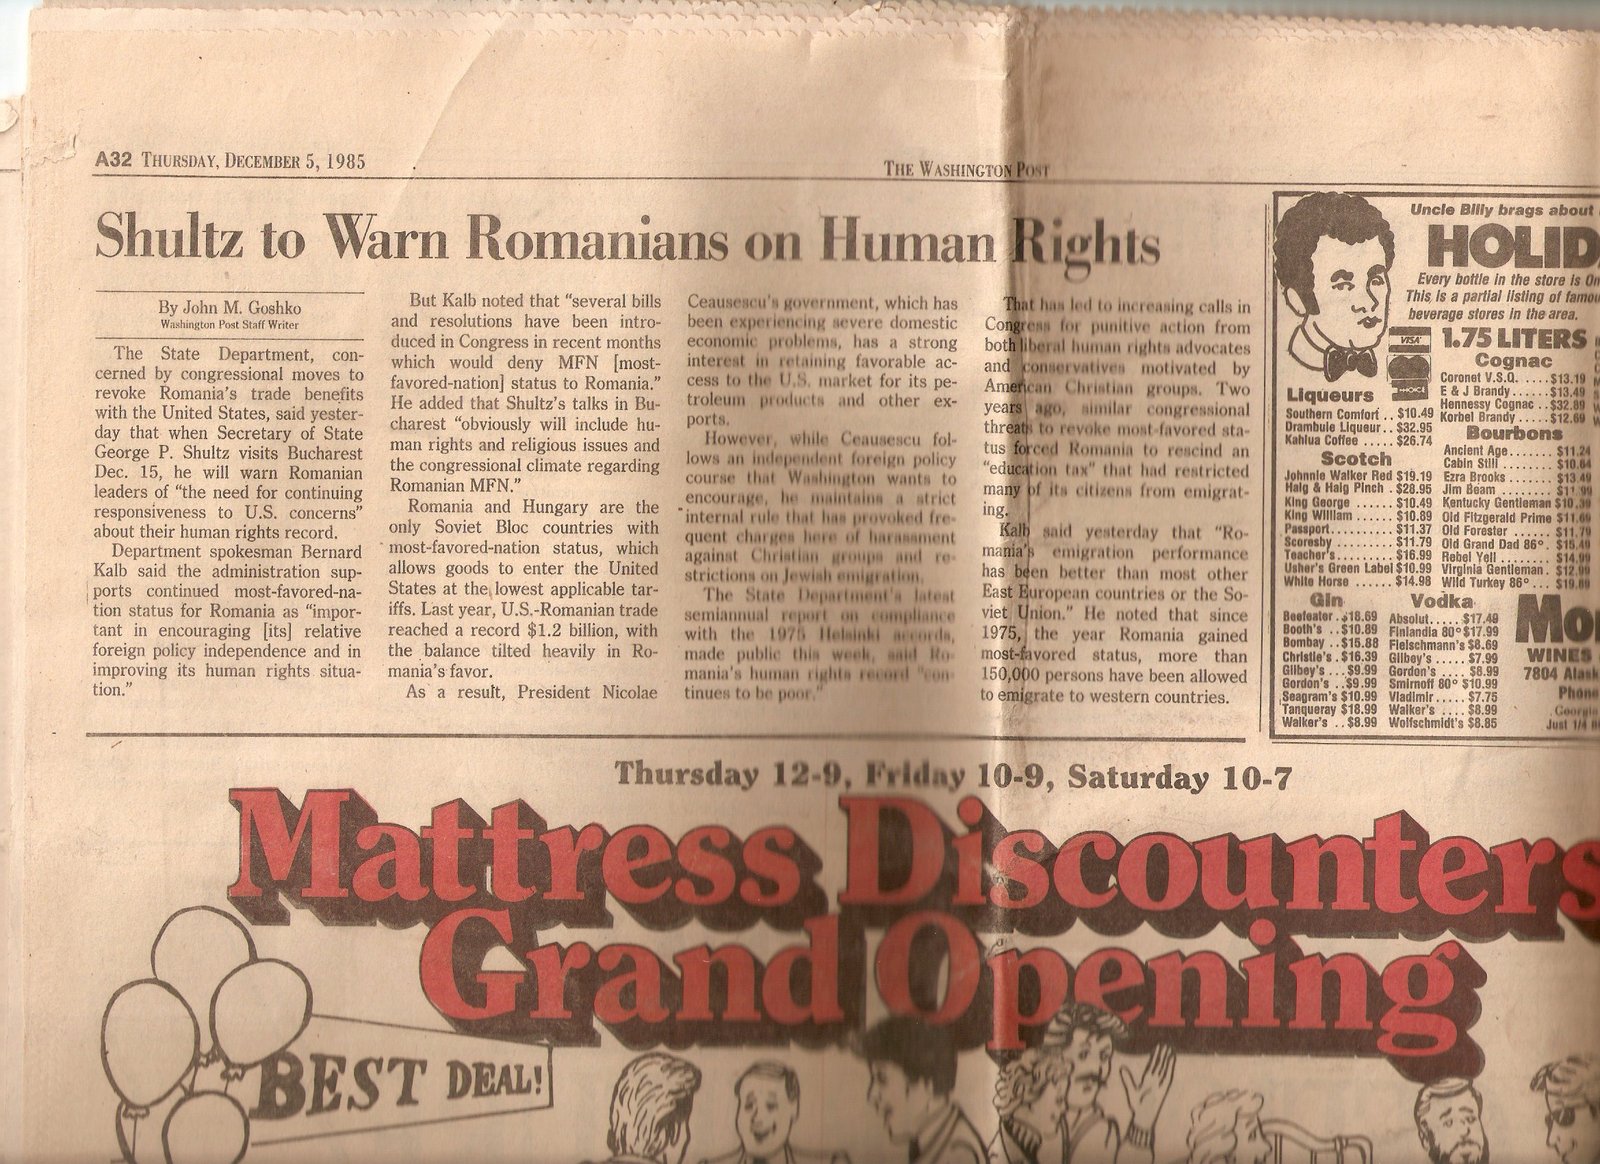 A32 THURSDAY, DECEMBER 5, 1985
THE WASHINGTON POST
Shultz to Warn Romanians on Human Rights
By John M. Goshko
Washington Post Staff Writer
The State Department, con-
cerned by congressional moves to
revoke Romania's trade benefits
with the United States, said yester-
day that when Secretary of State
George P. Shultz visits Bucharest
Dec. 15, he will warn Romanian
leaders of "the need for continuing
responsiveness to U.S. concerns"
about their human rights record.
Department spokesman Bernard
Kalb said the administration sup-
ports continued most-favored-na-
tion status for Romania as "impor-
tant in encouraging [its] relative
foreign policy independence and in
improving its human rights situa-
tion."
But Kalb noted that "several bills
and resolutions have been intro-
duced in Congress in recent months
which would deny MFN [most-
favored-nation] status to Romania."
He added that Shultz's talks in Bu-
charest "obviously will include hu-
man rights and religious issues and
the congressional climate regarding
Romanian MFN."
Romania and Hungary are the
only Soviet Bloc countries with
most-favored-nation status, which
allows goods to enter the United
States at the lowest applicable tar-
iffs. Last year, U.S.-Romanian trade
reached a record $1.2 billion, with
the balance tilted heavily in Ro-
mania's favor.
As a result, President Nicolae
Ceausescu's government, which has
been experiencing severe domestic
economic problems, has a strong
interest in retaining favorable ac-
cess to the U.S. market for its pe-
troleum products and other ex-
ports.
However, while Ceausescu fol-
lows an independent foreign policy
course that Washington wants to
encourage, he maintains a strict
internal rule that has provoked fre-
quent charges here of harassment
against Christian groups and re-
strictions on Jewish emigration.
The State Department's latest
semiannual report on compliance
with the 1975 Helsinki accords,
made public this week, said Ro-
mania's human rights record "con-
tinues to be poor."
That has led to increasing calls in
Congress for punitive action from
both liberal human rights advocates
and conservatives motivated by
American Christian groups. Two
years ago, similar congressional
threats to revoke most-favored sta-
tus forced Romania to rescind an
"education tax" that had restricted
many of its citizens from emigrat-
ing.
Kalb said yesterday that "Ro-
mania's emigration performance
has been better than most other
East European countries or the So-
viet Union." He noted that since
1975, the year Romania gained
most-favored status, more than
150,000 persons have been allowed
to emigrate to western countries.
Uncle Billy brags about
HOLID
Every bottle in the store is On
This is a partial listing of famou
beverage stores in the area.
VISA
1.75 LITERS
Cognac
Coronet V.S.Q. .....$13.19
E & J Brandy......$13.49
Hennessy Cognac ..$32.89
Korbel Brandy .....$12.69
Bourbons
Ancient Age.......$11.24
Cabin Still ........$10.64
Ezra Brooks .......$13.49
Jim Beam ........$11.99
Kentucky Gentleman $10.39
Old Fitzgerald Prime $11.69
Old Forester ......$11.79
Old Grand Dad 86°. $15.49
Rebel Yell ........$14.99
Virginia Gentleman. $12.99
Wild Turkey 86° ...$19.89
Liqueurs
Southern Comfort .. $10.49
Drambuie Liqueur.. $32.95
Kahlua Coffee ..... $26.74
Scotch
Johnnie Walker Red $19.19
Haig & Haig Pinch . $28.95
King George ...... $10.49
King William ..... $10.89
Passport......... $11.37
Scoresby ........ $11.79
Teacher's........ $16.99
Usher's Green Label $10.99
White Horse ...... $14.98
Gin
Beefeater ..$18.69
Booth's ..$10.89
Bombay ..$15.88
Christie's . $16.39
Gilbey's ...$9.99
Gordon's ..$9.99
Seagram's $10.99
Tanqueray $18.99
Walker's ..$8.99
Vodka
Absolut.....$17.49
Finlandia 80° $17.99
Fleischmann's $8.69
Gilbey's .....$7.99
Gordon's ....$8.99
Smirnoff 80° $10.99
Vladimir.....$7.75
Walker's ....$8.99
Wolfschmidt's $8.85
WINES
7804 Alask
Phone
Georgia
Just 1/4
Thursday 12-9, Friday 10-9, Saturday 10-7
Mattress Discounters
Grand Opening
BEST DEAL!